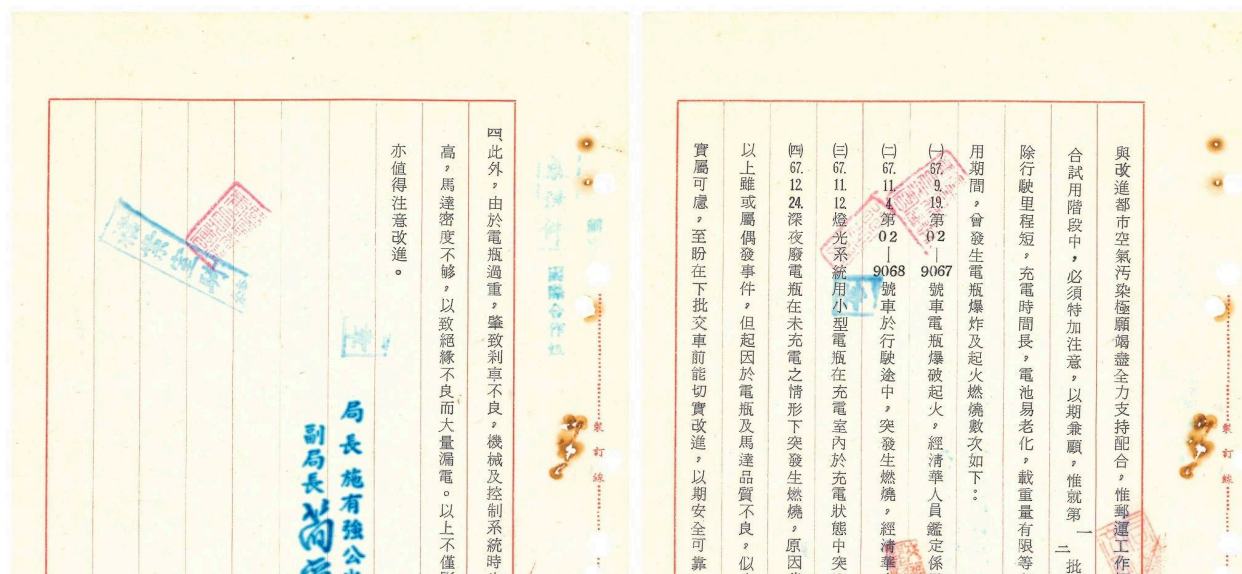 與改進都市空氣污染極願竭盡全力支持配合，惟郵運工作
合試用階段中，必須特加注意，以期兼顧，惟就第一二批
除行駛里程短，充電時間長，電池易老化，載重量有限等
用期間，曾發生電瓶爆炸及起火燃燒數次如下：
㈠67.9.19.第02－9067號車電瓶爆破起火，經清華人員鑑定係
㈡67.11.4.第02－9068號車於行駛途中，突發生燃燒，經清華
㈢67.11.12.燈光系統用小型電瓶在充電室內於充電狀態中突
㈣67.12.24.深夜廢電瓶在未充電之情形下突發生燃燒，原因
以上雖或屬偶發事件，但起因於電瓶及馬達品質不良，似
實屬可慮，至盼在下批交車前能切實改進，以期安全可靠
裝訂線
四、此外，由於電瓶過重，肇致剎車不良，機械及控制系統時
高，馬達密度不够，以致絕緣不良而大量漏電。以上不僅
亦值得注意改進。
局長施有強公出
副局長
裝訂線